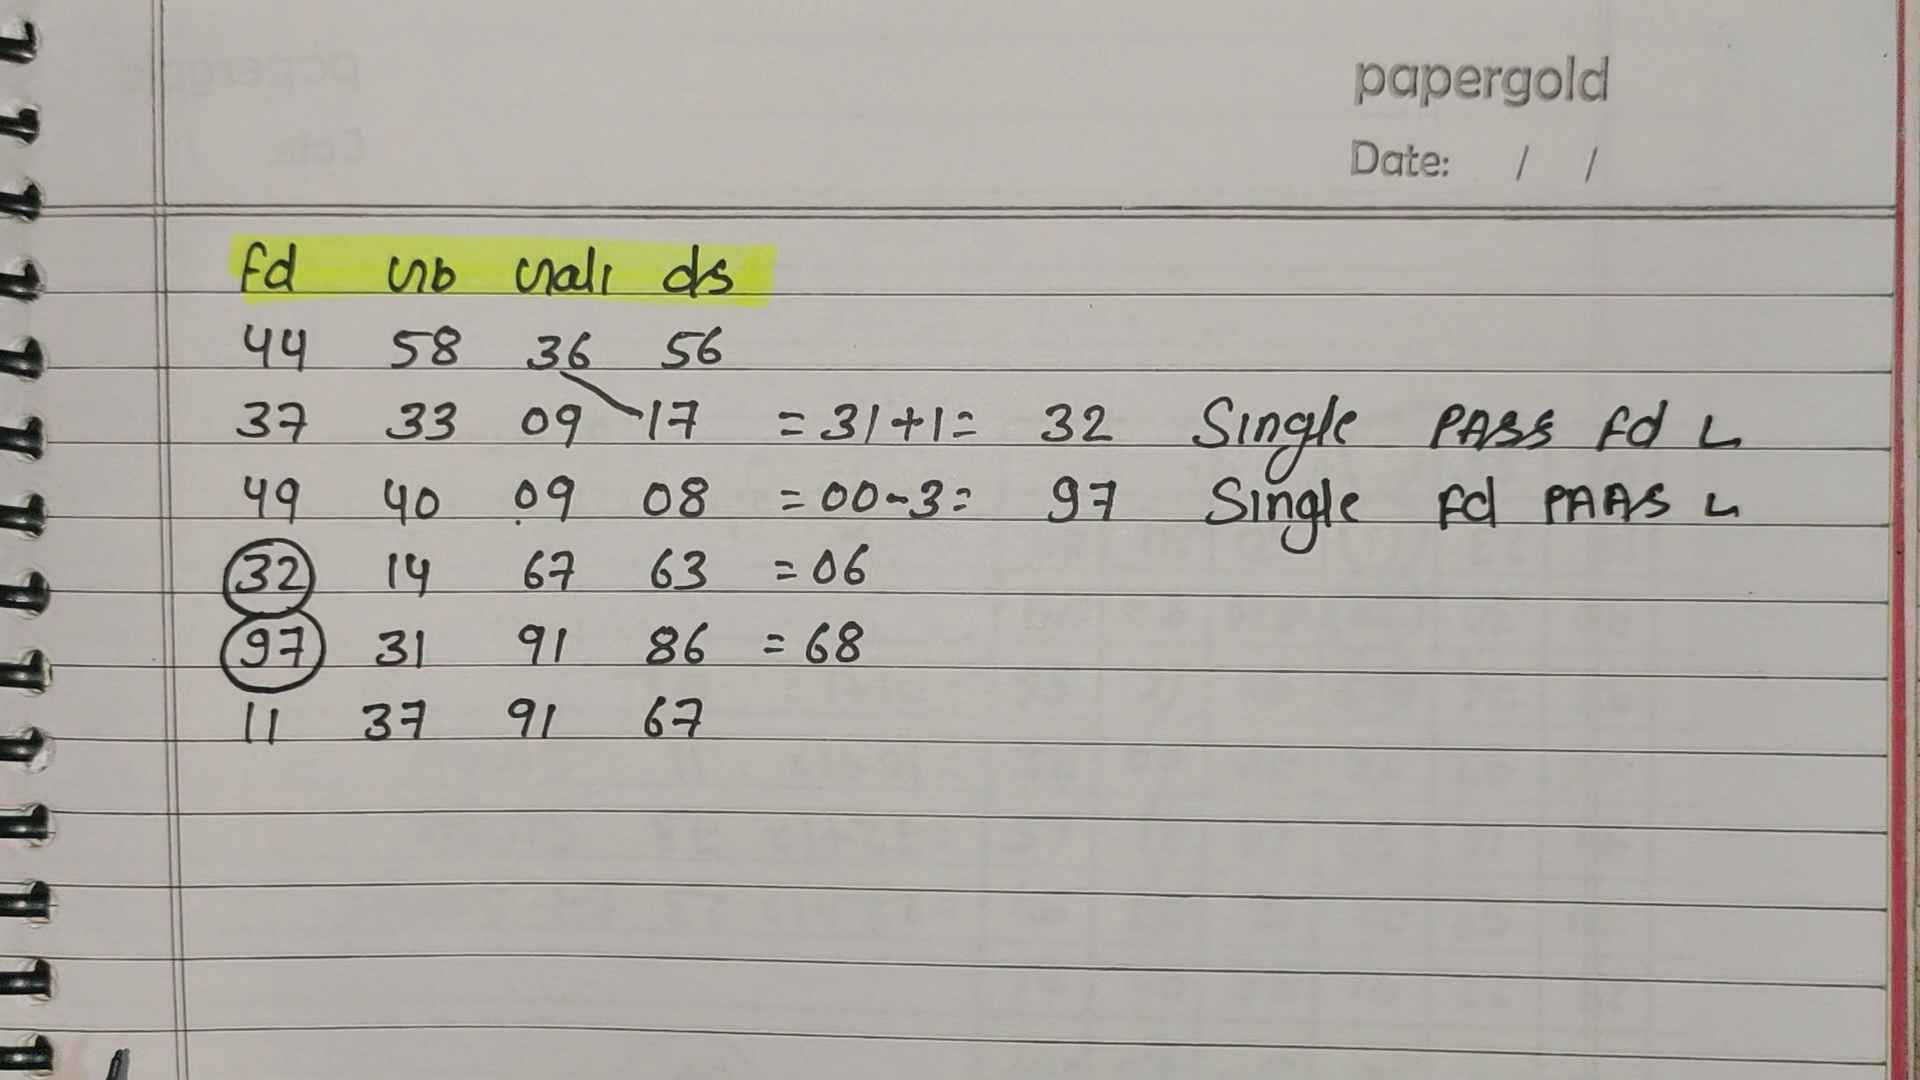 papergold
Date: / /
Fd GB Gali ds
44 58 36 56
37 33 09 17 = 31+1= 32 Single PASS Fd L
49 40 09 08 = 00-3= 97 Single Fd PAAS L
32 14 67 63 = 06
97 31 91 86 = 68
11 37 91 67